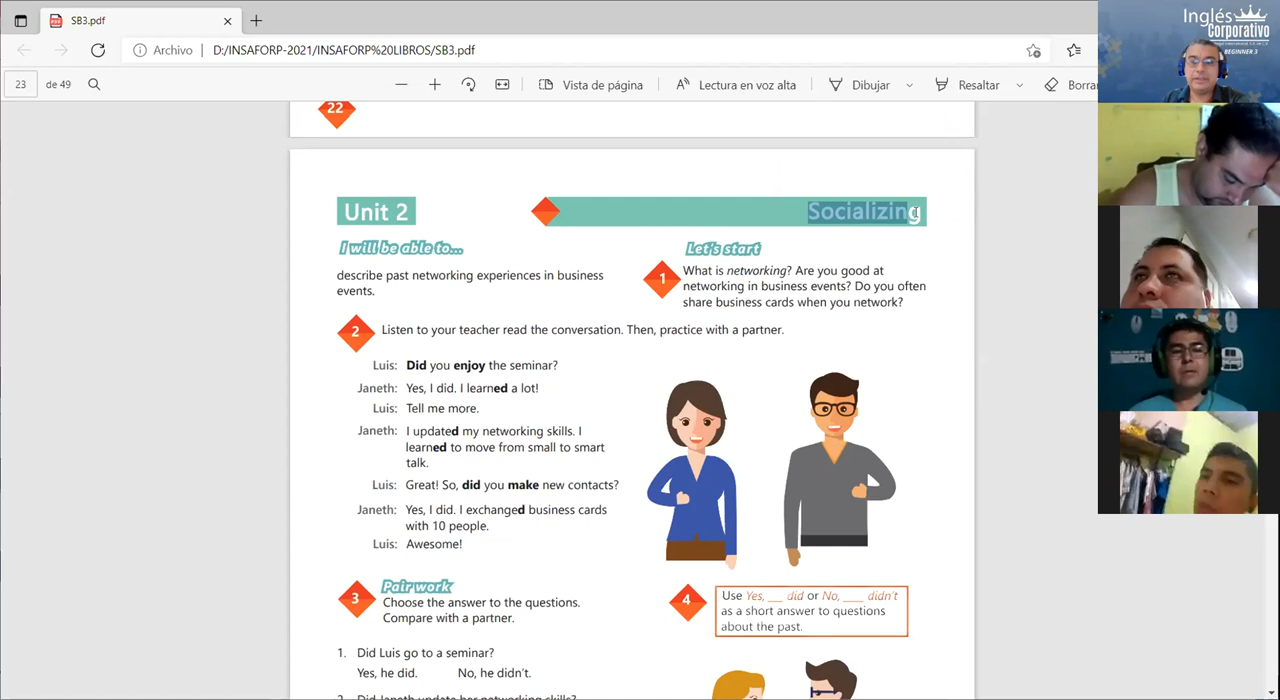 SB3.pdf
Archivo D:/INSAFORP-2021/INSAFORP%20LIBROS/SB3.pdf
23 de 49 Vista de página Lectura en voz alta Dibujar Resaltar Borrar
22
Unit 2 Socializing
I will be able to...
describe past networking experiences in business
events.
Let's start
1 What is networking? Are you good at
networking in business events? Do you often
share business cards when you network?
2 Listen to your teacher read the conversation. Then, practice with a partner.
Luis: Did you enjoy the seminar?
Janeth: Yes, I did. I learned a lot!
Luis: Tell me more.
Janeth: I updated my networking skills. I
learned to move from small to smart
talk.
Luis: Great! So, did you make new contacts?
Janeth: Yes, I did. I exchanged business cards
with 10 people.
Luis: Awesome!
3 Pair work
Choose the answer to the questions.
Compare with a partner.
1. Did Luis go to a seminar?
Yes, he did. No, he didn't.
2. Did Janeth update her networking skills?
4 Use Yes, __ did or No, ___ didn't
as a short answer to questions
about the past.
Inglés
Corporativo
BEGINNER 3